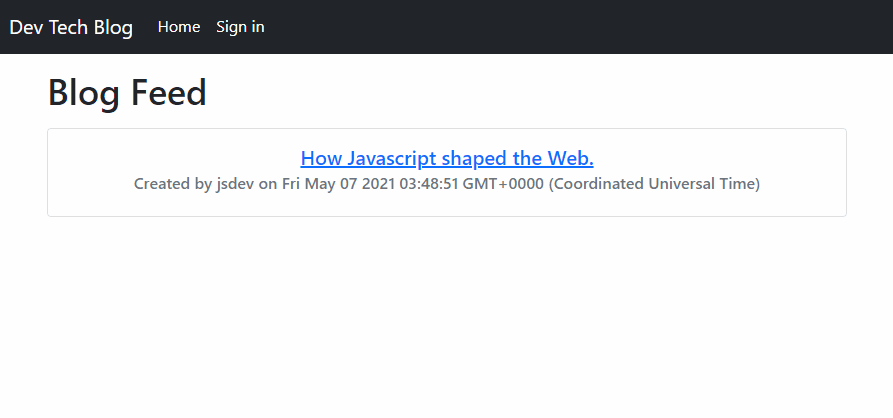 Dev Tech Blog Home Sign in
Blog Feed
How Javascript shaped the Web.
Created by jsdev on Fri May 07 2021 03:48:51 GMT+0000 (Coordinated Universal Time)